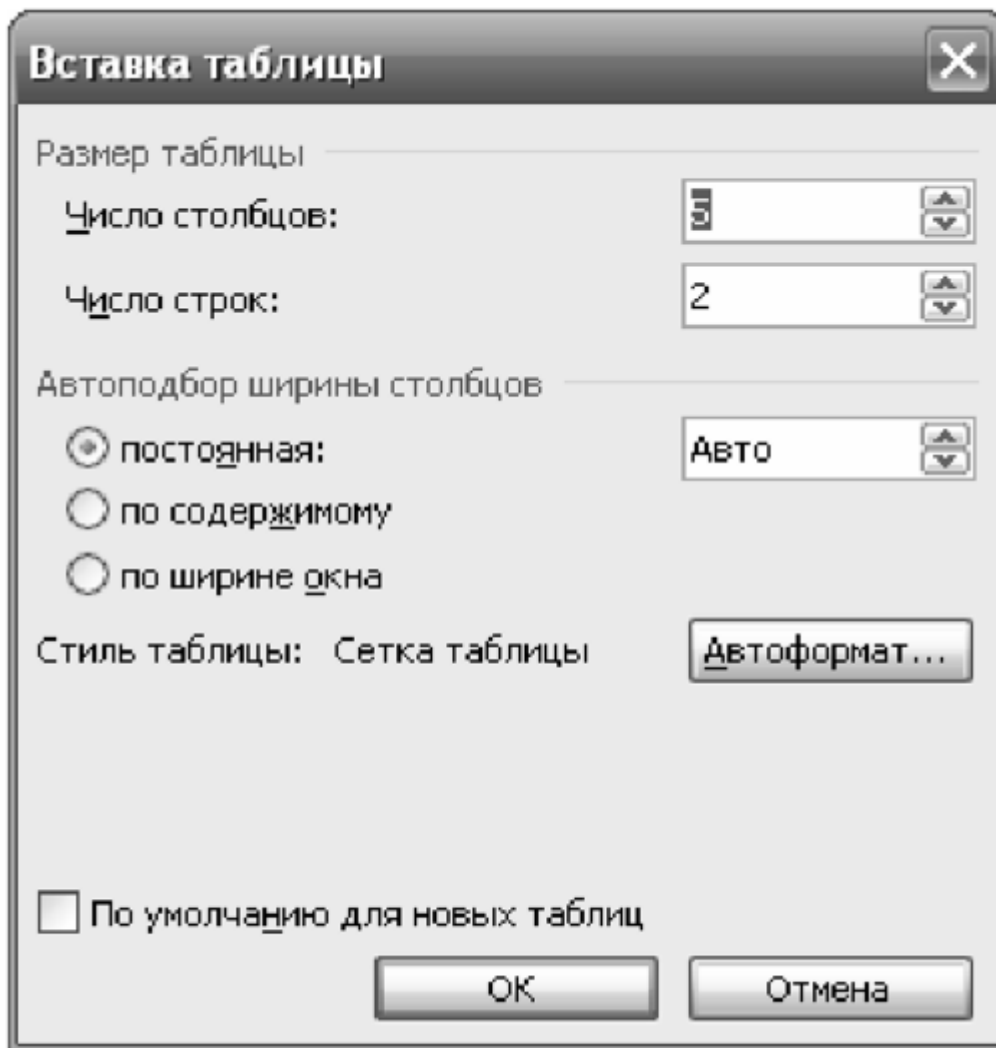 Вставка таблицы
Размер таблицы
Число столбцов: 5
Число строк: 2
Автоподбор ширины столбцов
постоянная: Авто
по содержимому
по ширине окна
Стиль таблицы: Сетка таблицы Автоформат...
По умолчанию для новых таблиц
ОК Отмена